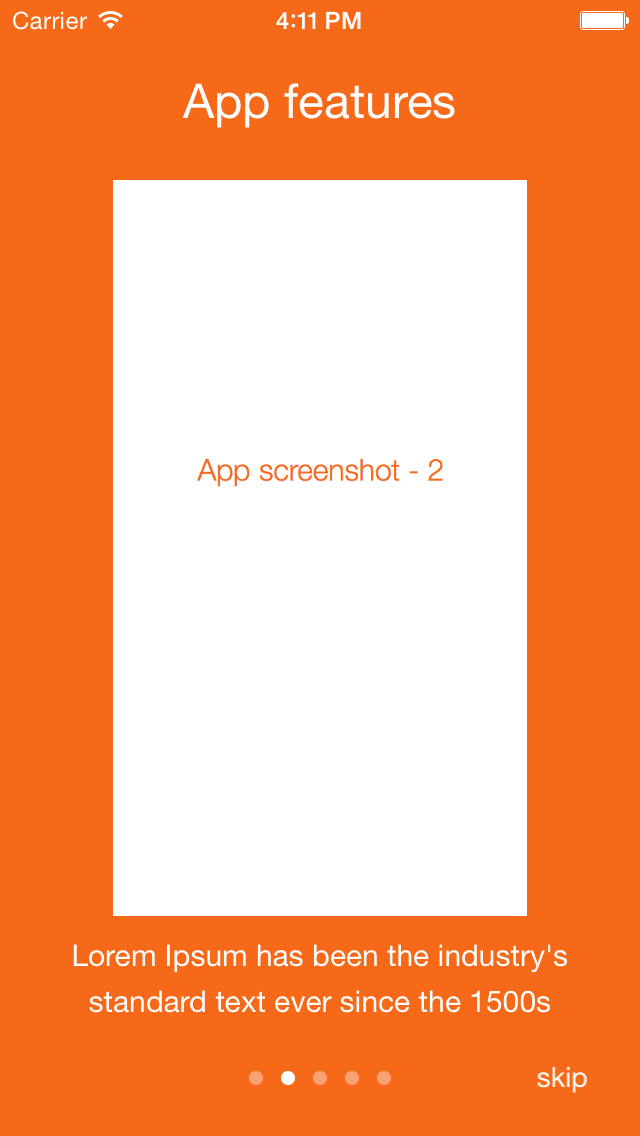 Carrier 4:11 PM
App features
App screenshot - 2
Lorem Ipsum has been the industry's
standard text ever since the 1500s
skip